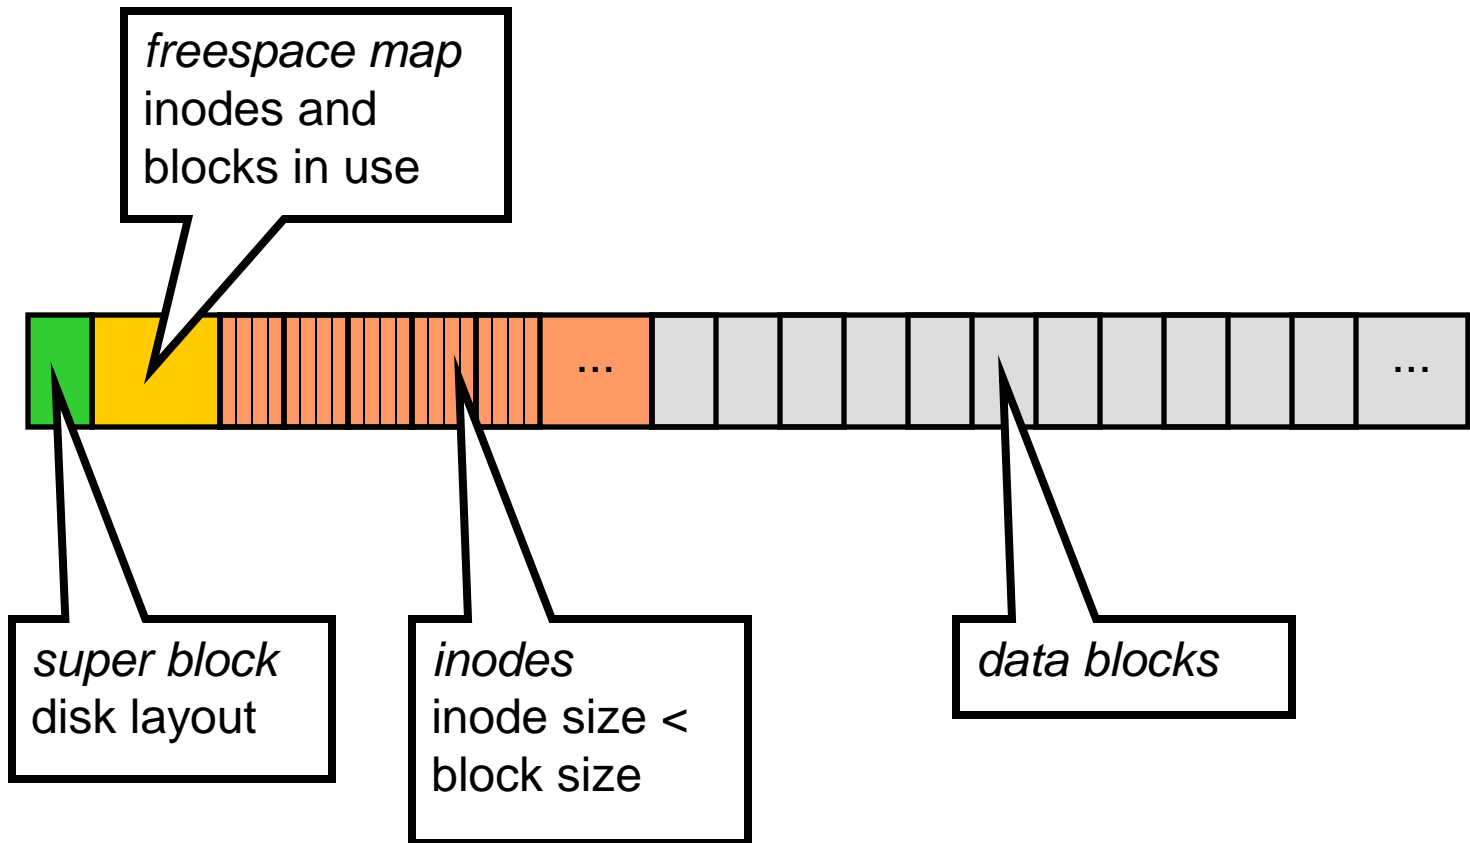 freespace map
inodes and
blocks in use
...
...
super block
disk layout
inodes
inode size <
block size
data blocks